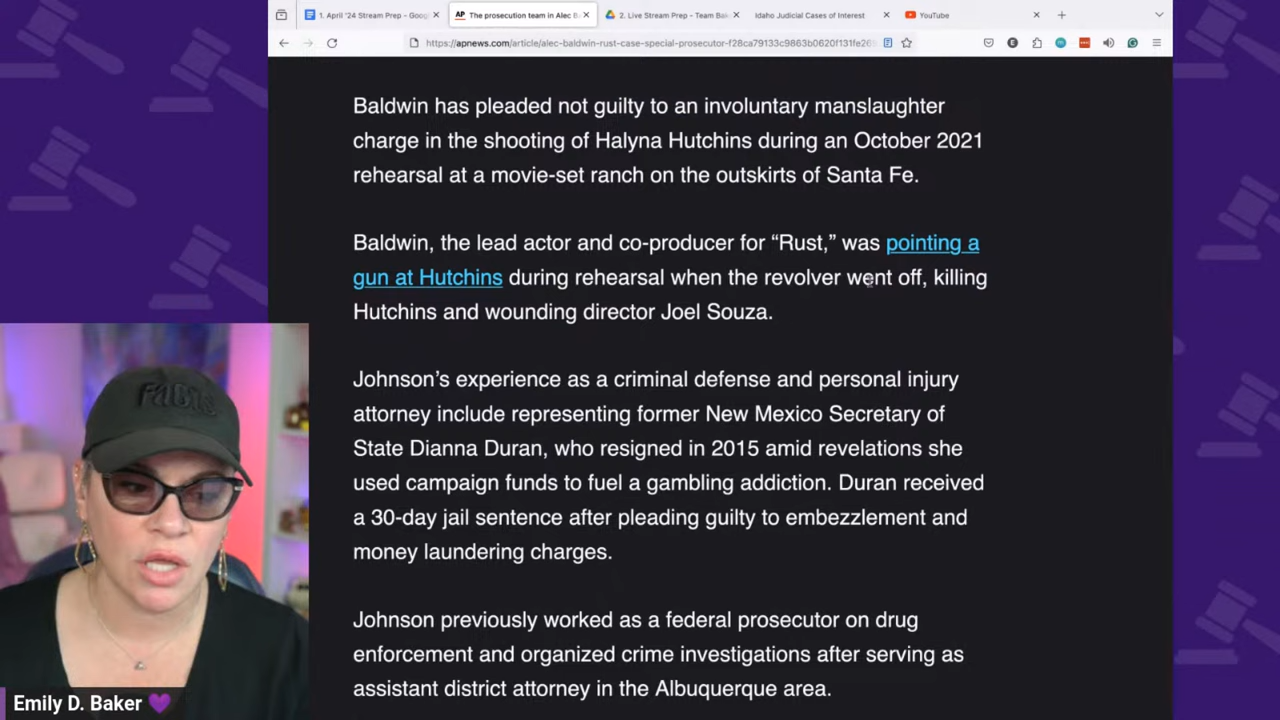 1. April '24 Stream Prep - Goog
AP The prosecution team in Alec B
2. Live Stream Prep - Team Bak
Idaho Judicial Cases of Interest
YouTube
https://apnews.com/article/alec-baldwin-rust-case-special-prosecutor-f28ca79133c9863b0620f131fe26
Baldwin has pleaded not guilty to an involuntary manslaughter
charge in the shooting of Halyna Hutchins during an October 2021
rehearsal at a movie-set ranch on the outskirts of Santa Fe.
Baldwin, the lead actor and co-producer for “Rust,” was pointing a
gun at Hutchins during rehearsal when the revolver went off, killing
Hutchins and wounding director Joel Souza.
Johnson’s experience as a criminal defense and personal injury
attorney include representing former New Mexico Secretary of
State Dianna Duran, who resigned in 2015 amid revelations she
used campaign funds to fuel a gambling addiction. Duran received
a 30-day jail sentence after pleading guilty to embezzlement and
money laundering charges.
Johnson previously worked as a federal prosecutor on drug
enforcement and organized crime investigations after serving as
assistant district attorney in the Albuquerque area.
FACTS
Emily D. Baker